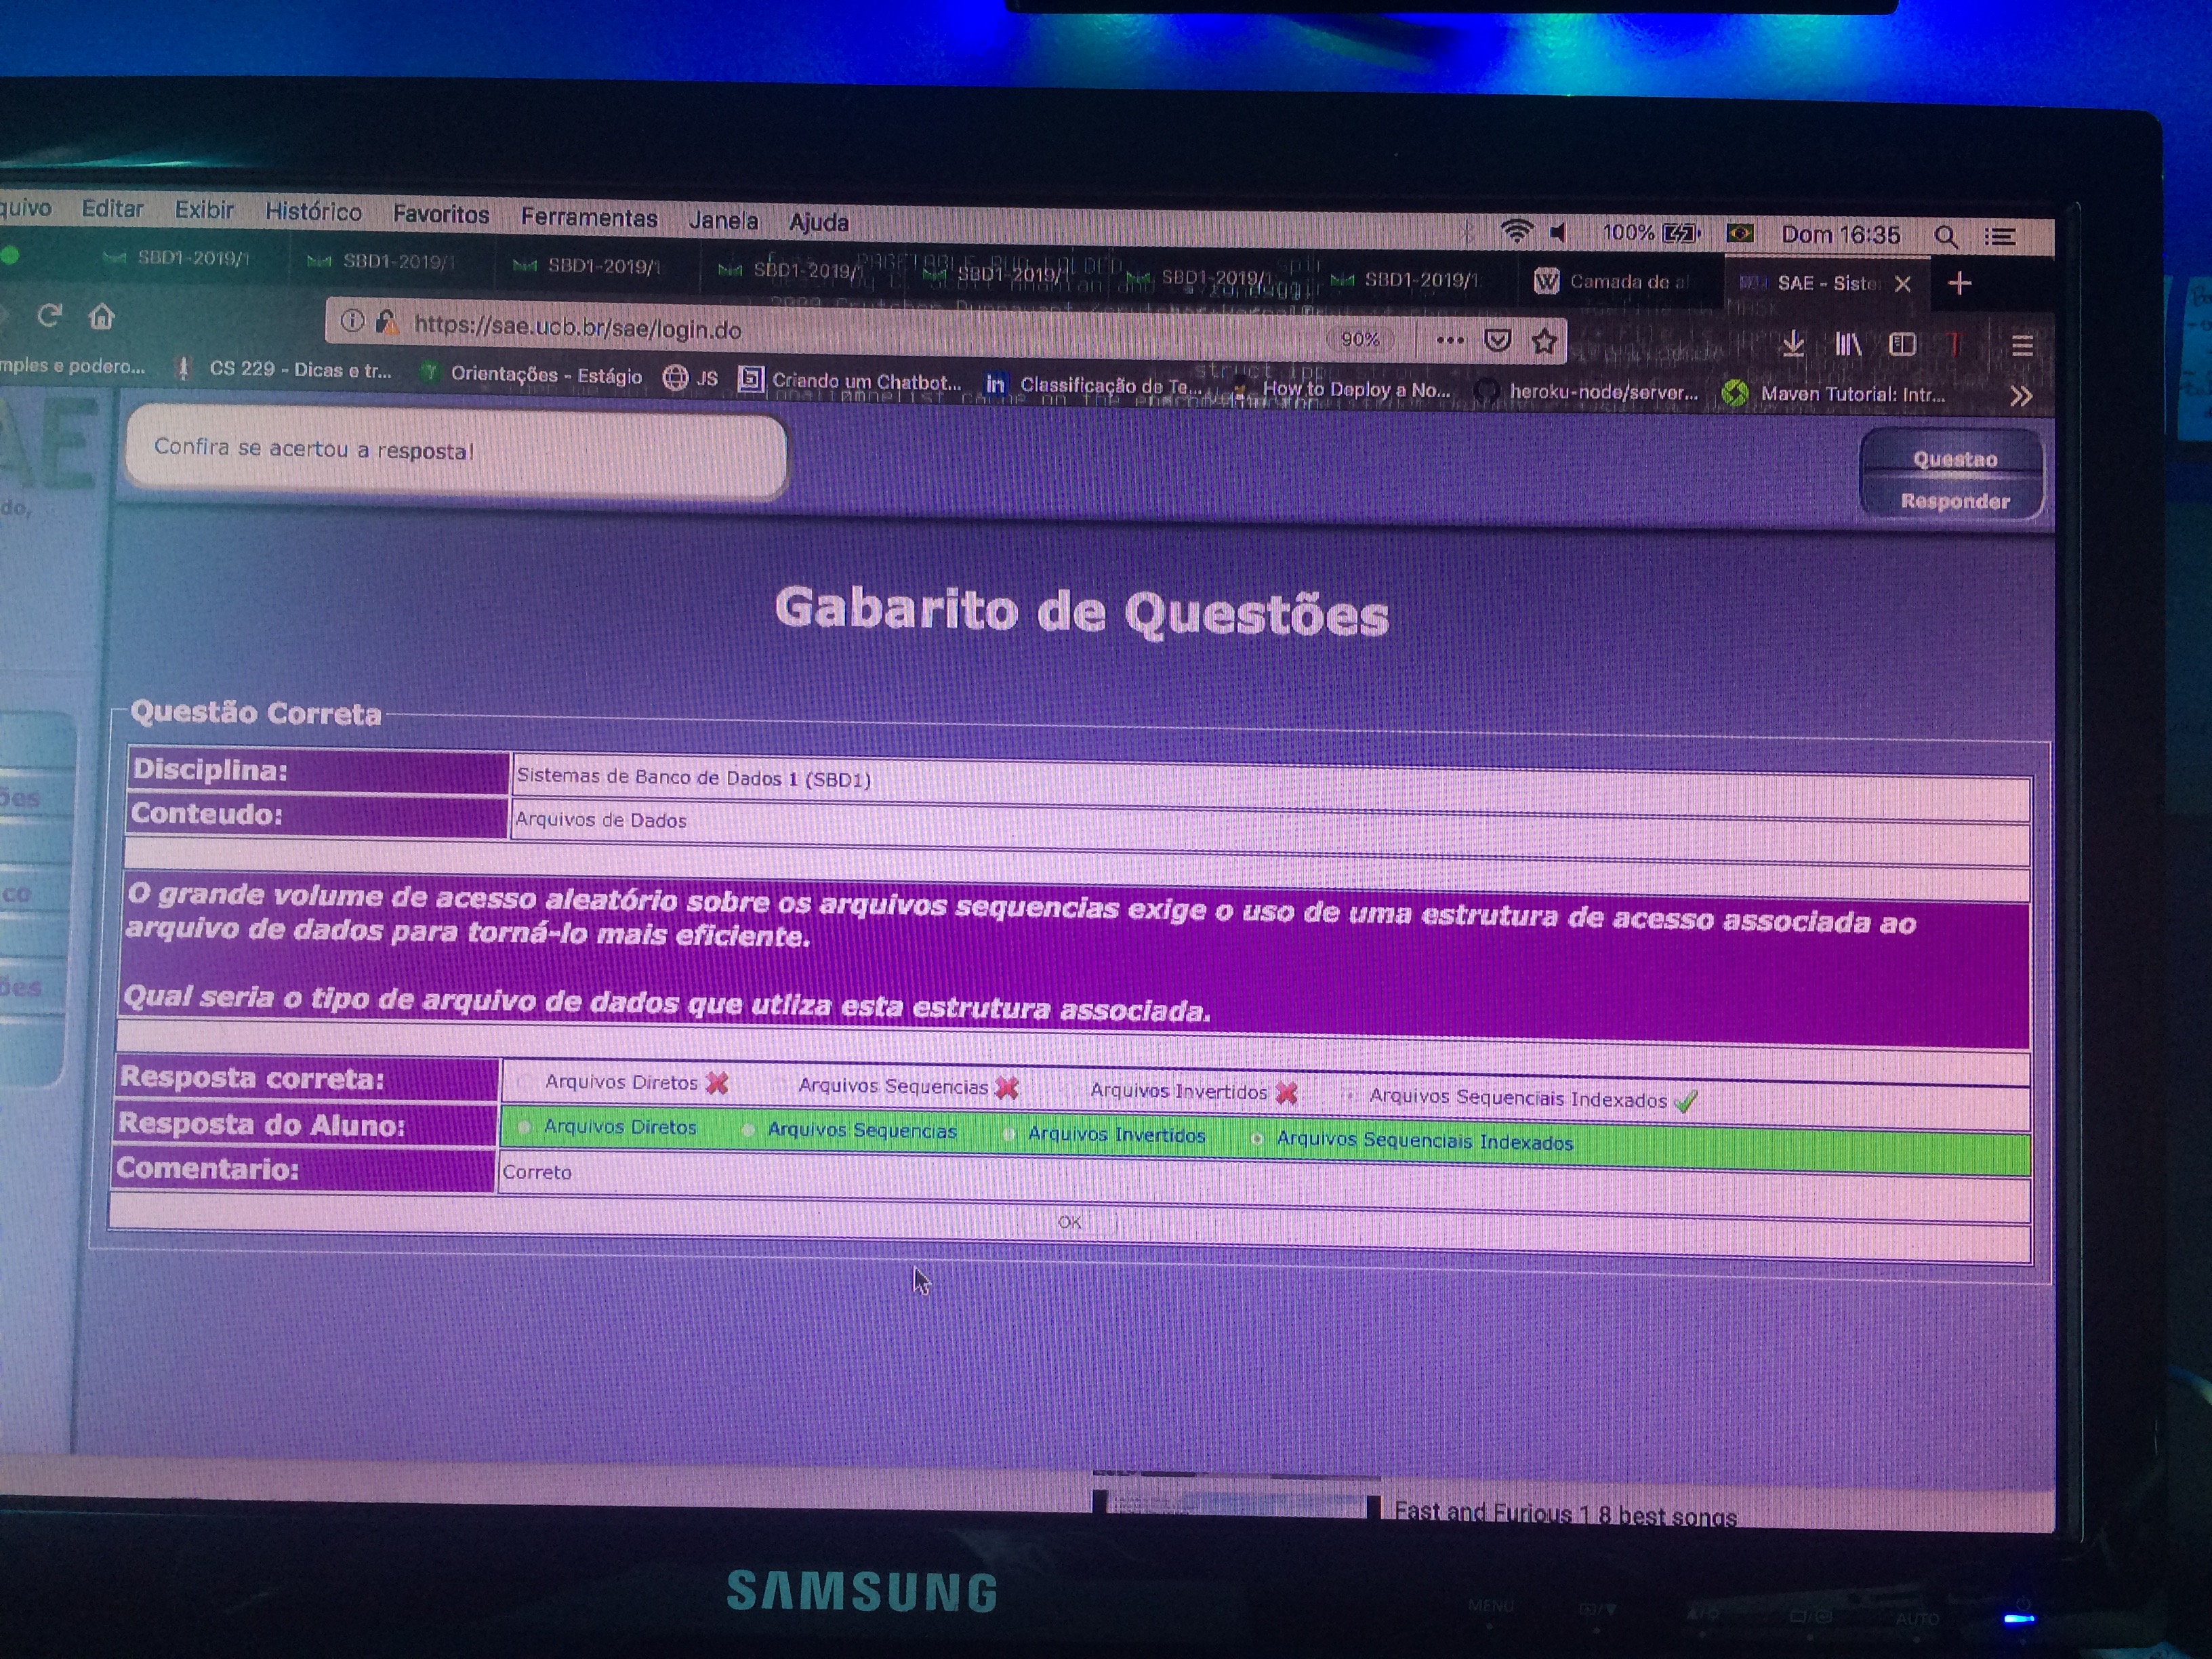 quivo Editar Exibir Histórico Favoritos Ferramentas Janela Ajuda 100% Dom 16:35
SBD1-2019/1 SBD1-2019/1 SBD1-2019/1 SBD1-2019/1 SBD1-2019/1 SBD1-2019/1 SBD1-2019/1 Camada de a SAE - Siste
https://sae.ucb.br/sae/login.do 90%
mples e podero... CS 229 - Dicas e tr... Orientações - Estágio JS Criando um Chatbot... in Classificação de Te... How to Deploy a No... heroku-node/server... Maven Tutorial: Intr...
AE
do,
Confira se acertou a resposta!
Questao
Responder
Gabarito de Questões
Questão Correta
Disciplina: Sistemas de Banco de Dados 1 (SBD1)
ões
Conteudo: Arquivos de Dados
co
O grande volume de acesso aleatório sobre os arquivos sequencias exige o uso de uma estrutura de acesso associada ao
arquivo de dados para torná-lo mais eficiente.
ões
Qual seria o tipo de arquivo de dados que utliza esta estrutura associada.
Resposta correta: Arquivos Diretos Arquivos Sequencias Arquivos Invertidos Arquivos Sequenciais Indexados
Resposta do Aluno: Arquivos Diretos Arquivos Sequencias Arquivos Invertidos Arquivos Sequenciais Indexados
Comentario: Correto
OK
Fast and Furious 1 8 best songs
SAMSUNG
MENU AUTO